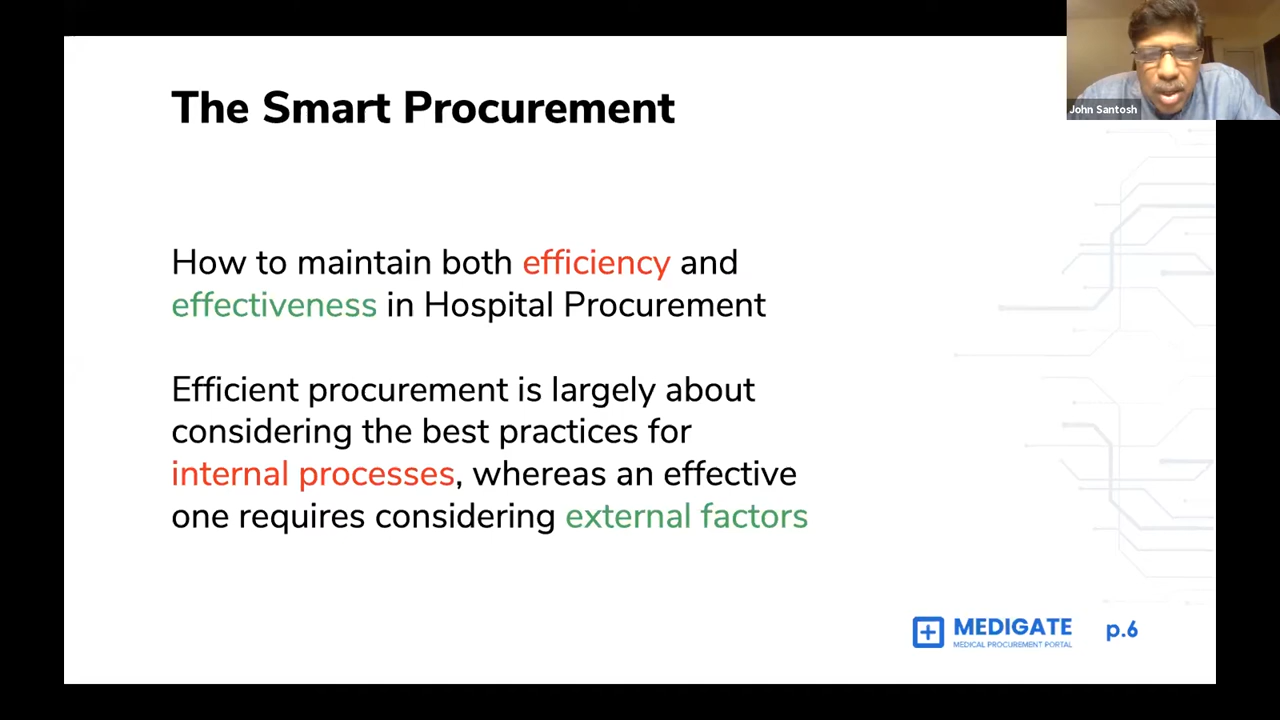 The Smart Procurement
John Santosh
How to maintain both efficiency and
effectiveness in Hospital Procurement
Efficient procurement is largely about
considering the best practices for
internal processes, whereas an effective
one requires considering external factors
MEDIGATE
MEDICAL PROCUREMENT PORTAL
p.6